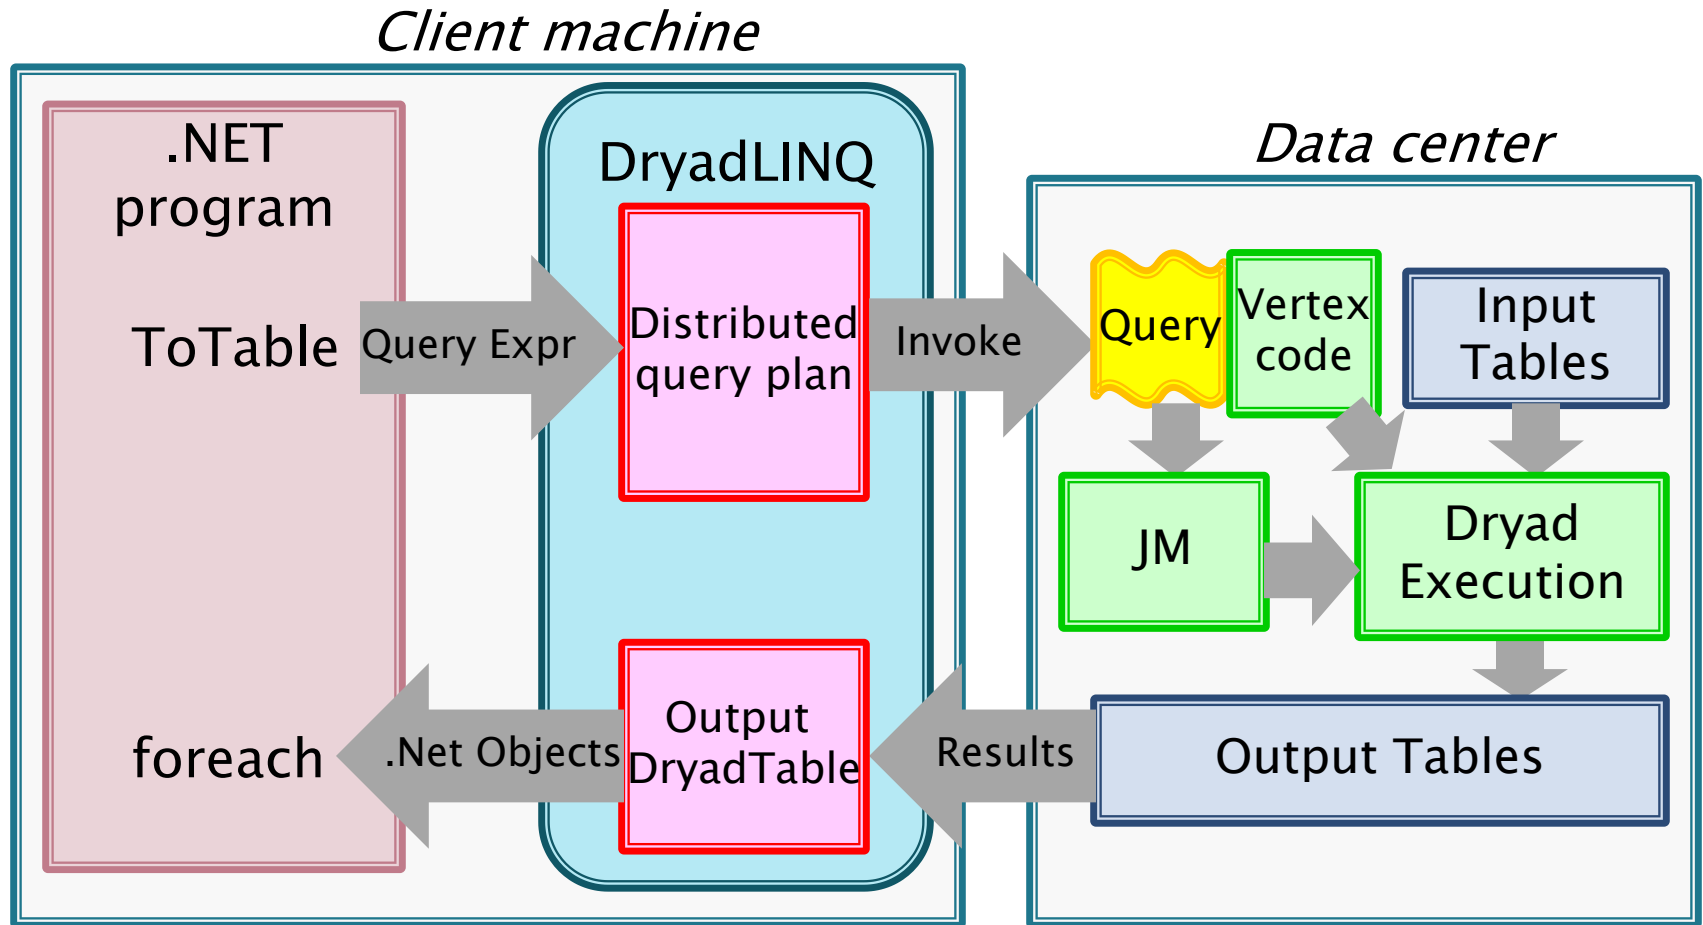 Client machine
.NET
program
DryadLINQ
Data center
ToTable
Query Expr
Distributed
query plan
Invoke
Query
Vertex
code
Input
Tables
JM
Dryad
Execution
foreach
.Net Objects
Output
DryadTable
Results
Output Tables